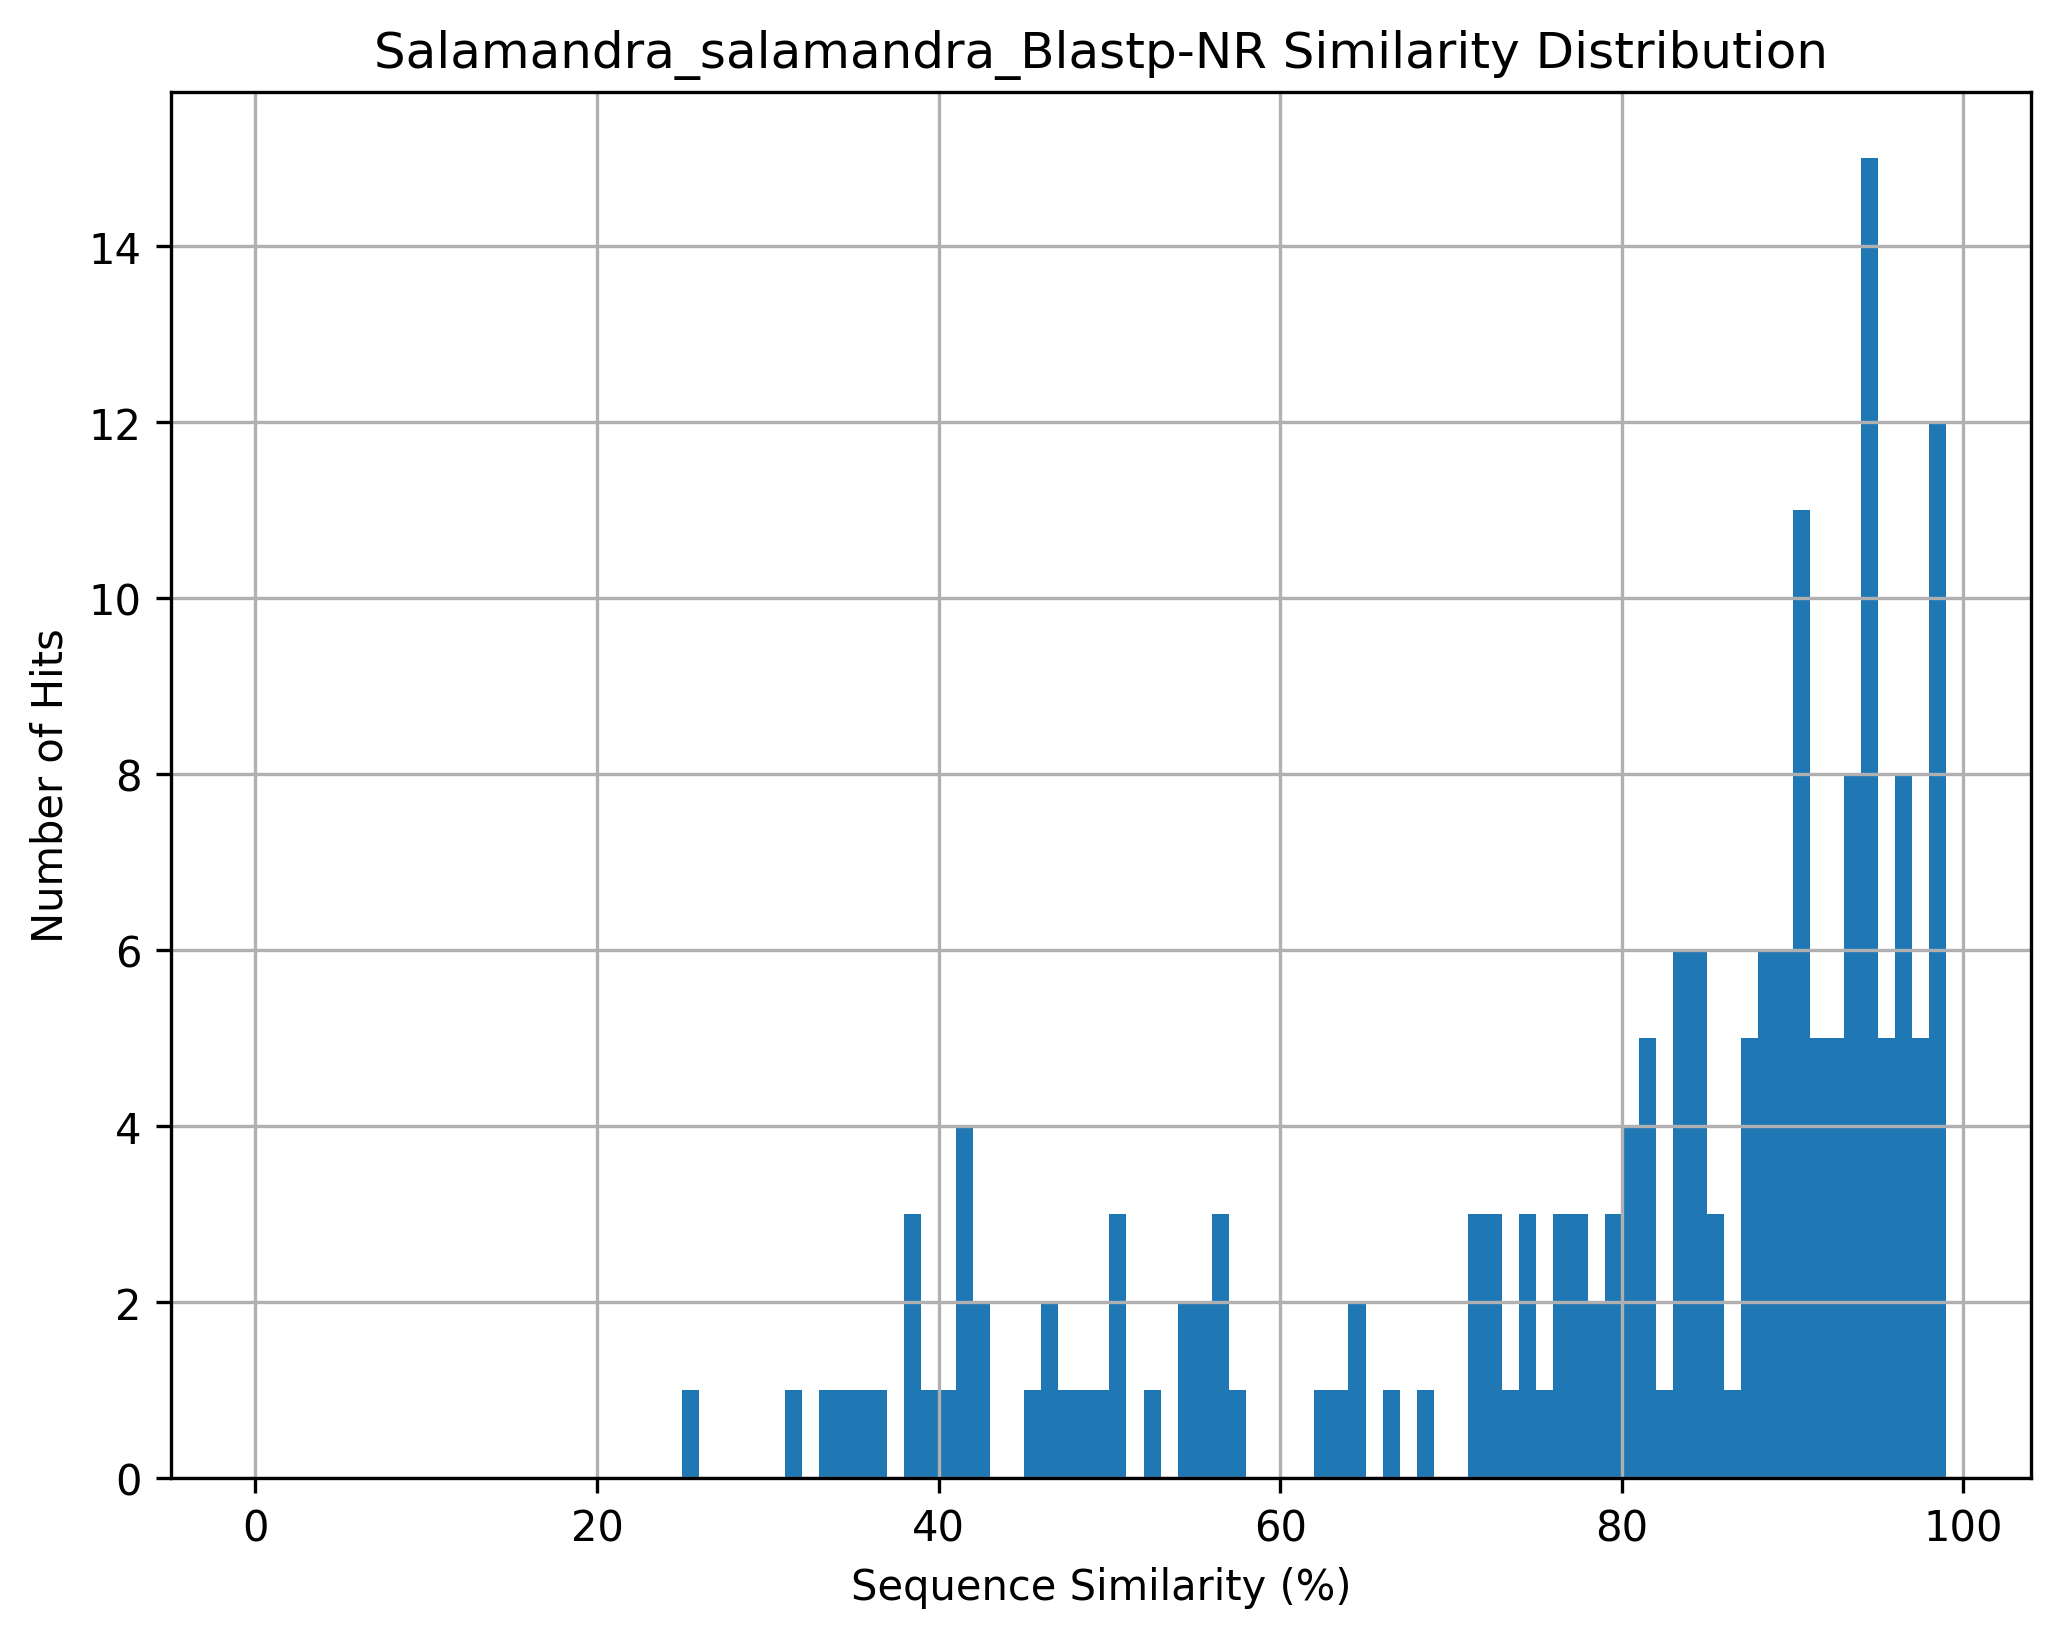 Salamandra_salamandra_Blastp-NR Similarity Distribution
14
12
10
8
6
4
2
0
Number of Hits
0 20 40 60 80 100
Sequence Similarity (%)